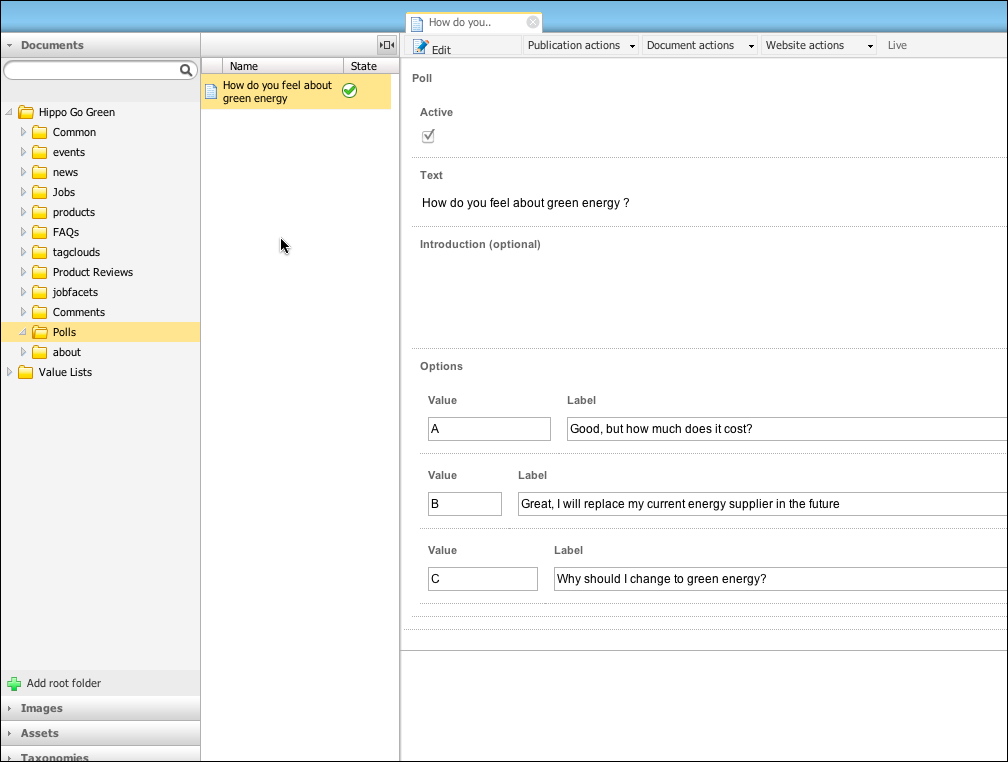 How do you..
Documents
Edit
Publication actions
Document actions
Website actions
Live
Name
State
How do you feel about
green energy
Hippo Go Green
Common
events
news
Jobs
products
FAQs
tagclouds
Product Reviews
jobfacets
Comments
Polls
about
Value Lists
Add root folder
Images
Assets
Taxonomies
Poll
Active
Text
How do you feel about green energy ?
Introduction (optional)
Options
Value Label
A Good, but how much does it cost?
Value Label
B Great, I will replace my current energy supplier in the future
Value Label
C Why should I change to green energy?